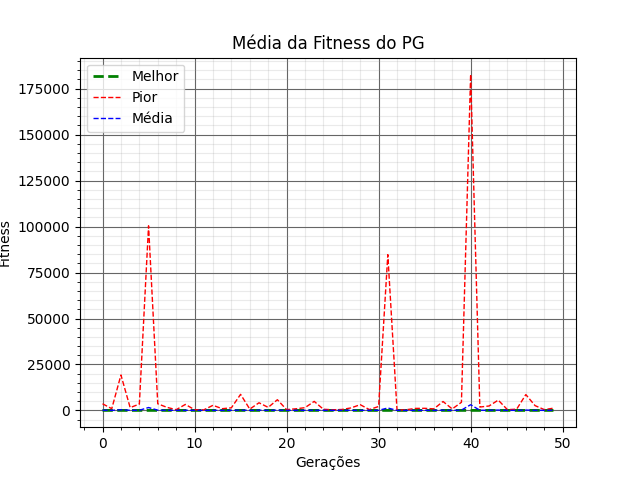 Média da Fitness do PG
Melhor
Pior
Média
175000
150000
125000
100000
75000
50000
25000
0
Fitness
0 10 20 30 40 50
Gerações